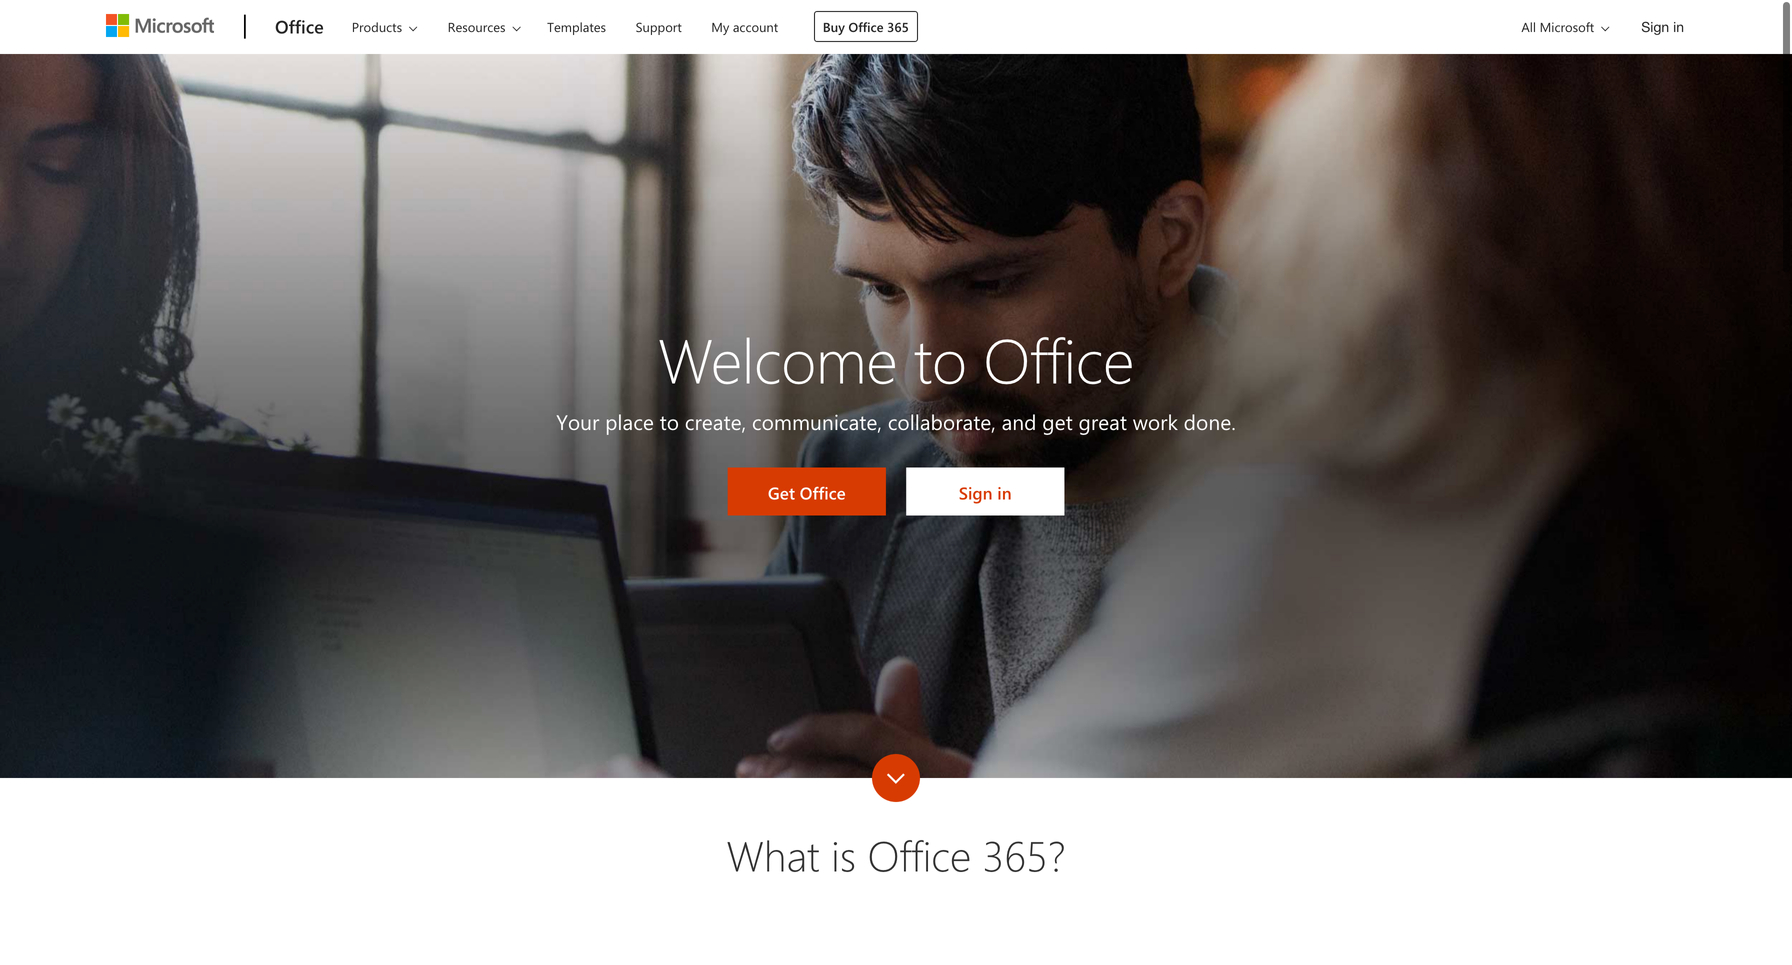 Microsoft Office Products Resources Templates Support My account Buy Office 365 All Microsoft Sign in
Welcome to Office
Your place to create, communicate, collaborate, and get great work done.
Get Office Sign in
What is Office 365?